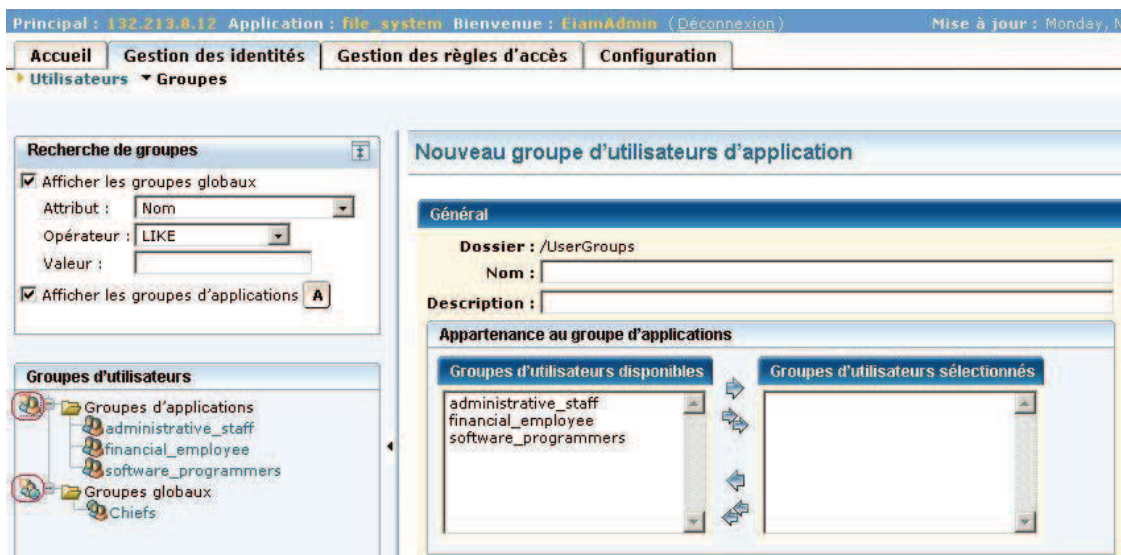 Principal : 132.213.8.12 Application : file_system Bienvenue : EiamAdmin (Déconnexion) Mise à jour : Monday, N
Accueil Gestion des identités Gestion des règles d'accès Configuration
Utilisateurs Groupes
Recherche de groupes
Afficher les groupes globaux
Attribut : Nom
Opérateur : LIKE
Valeur :
Afficher les groupes d'applications A
Groupes d'utilisateurs
Groupes d'applications
administrative_staff
financial_employee
software_programmers
Groupes globaux
Chiefs
Nouveau groupe d'utilisateurs d'application
Général
Dossier : /UserGroups
Nom :
Description :
Appartenance au groupe d'applications
Groupes d'utilisateurs disponibles
administrative_staff
financial_employee
software_programmers
Groupes d'utilisateurs sélectionnés